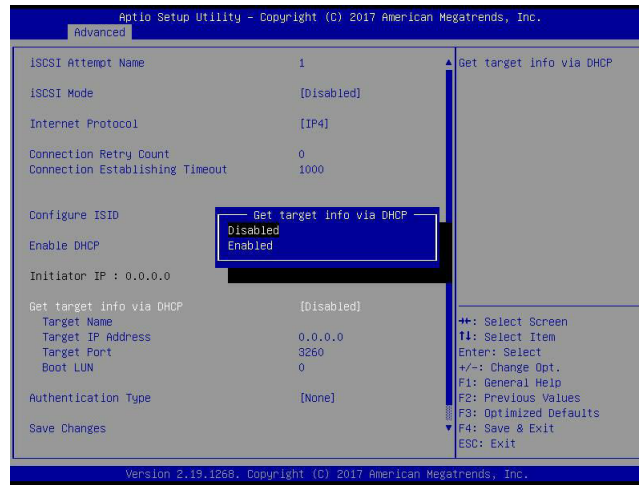 Aptio Setup Utility – Copyright (C) 2017 American Megatrends, Inc.
Advanced
iSCSI Attempt Name 1
iSCSI Mode [Disabled]
Internet Protocol [IP4]
Connection Retry Count 0
Connection Establishing Timeout 1000
Configure ISID
Enable DHCP
Initiator IP : 0.0.0.0
Get target info via DHCP [Disabled]
Target Name
Target IP Address 0.0.0.0
Target Port 3260
Boot LUN 0
Authentication Type [None]
Save Changes
Get target info via DHCP
Disabled
Enabled
Get target info via DHCP
→←: Select Screen
↑↓: Select Item
Enter: Select
+/-: Change Opt.
F1: General Help
F2: Previous Values
F3: Optimized Defaults
F4: Save & Exit
ESC: Exit
Version 2.19.1268. Copyright (C) 2017 American Megatrends, Inc.